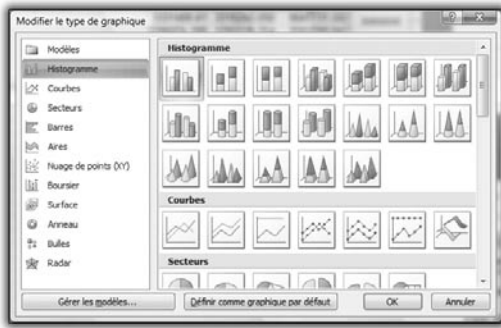 Modifier le type de graphique
Modèles
Histogramme
Courbes
Secteurs
Barres
Aires
Nuage de points (XY)
Boursier
Surface
Anneau
Bulles
Radar
Histogramme
Courbes
Secteurs
Gérer les modèles...
Définir comme graphique par défaut
OK
Annuler